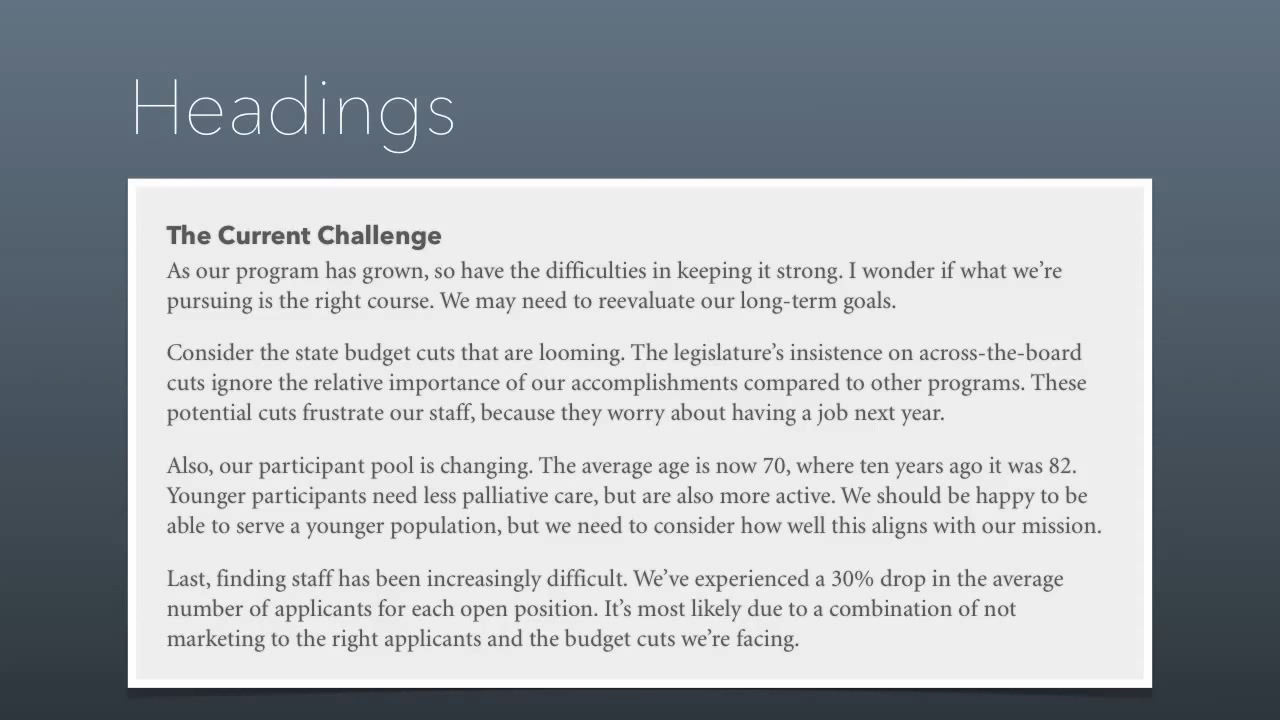 Headings
The Current Challenge
As our program has grown, so have the difficulties in keeping it strong. I wonder if what we’re
pursuing is the right course. We may need to reevaluate our long-term goals.
Consider the state budget cuts that are looming. The legislature’s insistence on across-the-board
cuts ignore the relative importance of our accomplishments compared to other programs. These
potential cuts frustrate our staff, because they worry about having a job next year.
Also, our participant pool is changing. The average age is now 70, where ten years ago it was 82.
Younger participants need less palliative care, but are also more active. We should be happy to be
able to serve a younger population, but we need to consider how well this aligns with our mission.
Last, finding staff has been increasingly difficult. We’ve experienced a 30% drop in the average
number of applicants for each open position. It’s most likely due to a combination of not
marketing to the right applicants and the budget cuts we’re facing.